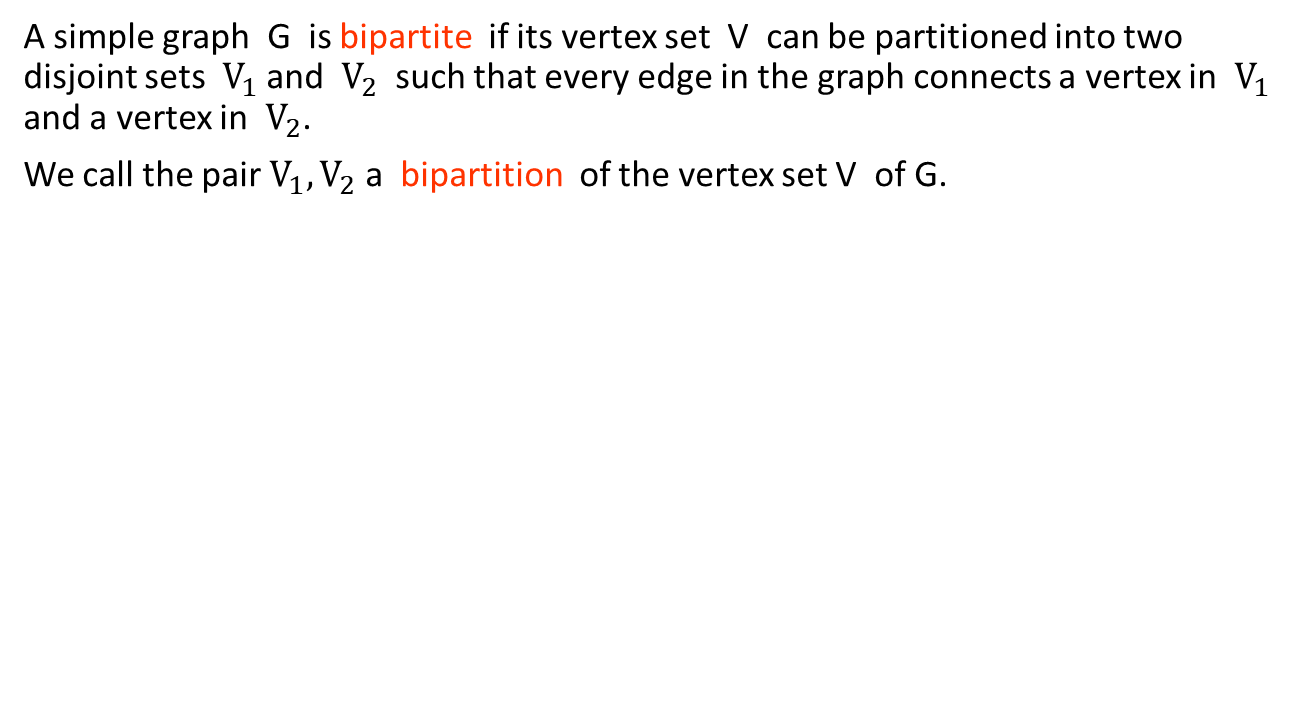 A simple graph G is bipartite if its vertex set V can be partitioned into two
disjoint sets V₁ and V₂ such that every edge in the graph connects a vertex in V₁
and a vertex in V₂.
We call the pair V₁, V₂ a bipartition of the vertex set V of G.